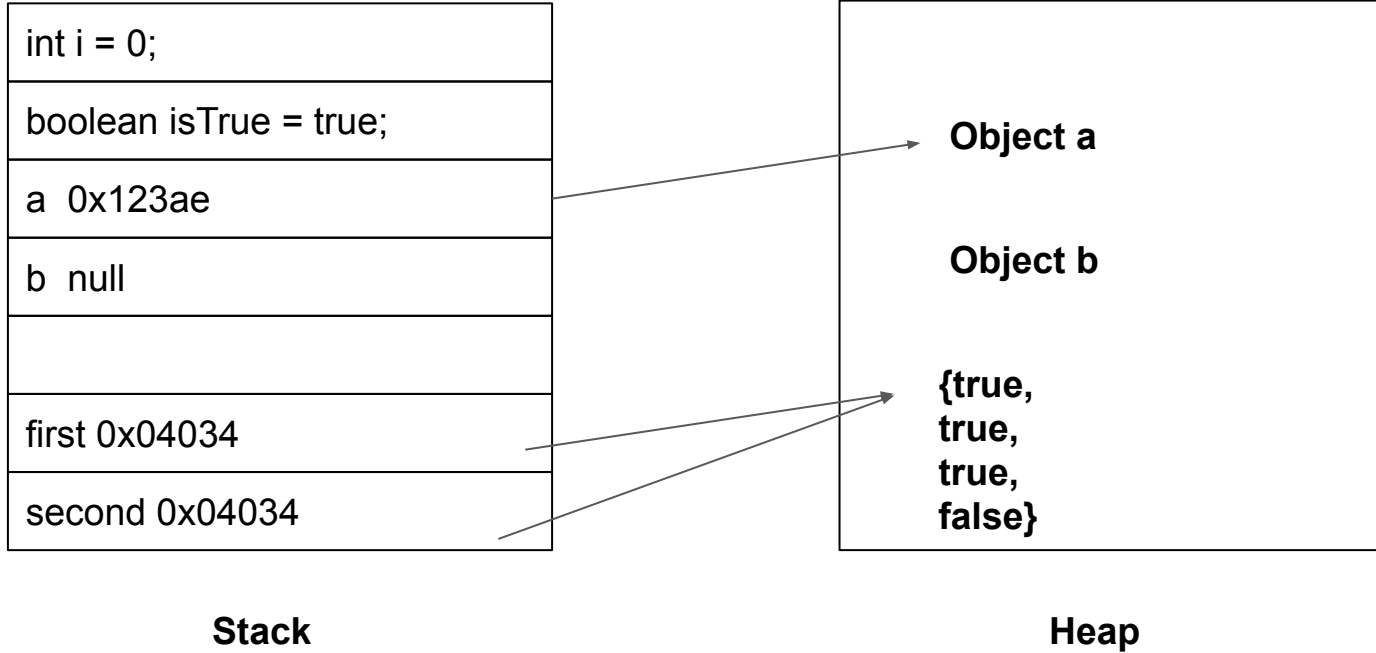 int i = 0;
boolean isTrue = true;
a 0x123ae
b null
first 0x04034
second 0x04034
Stack
Object a
Object b
{true,
true,
true,
false}
Heap